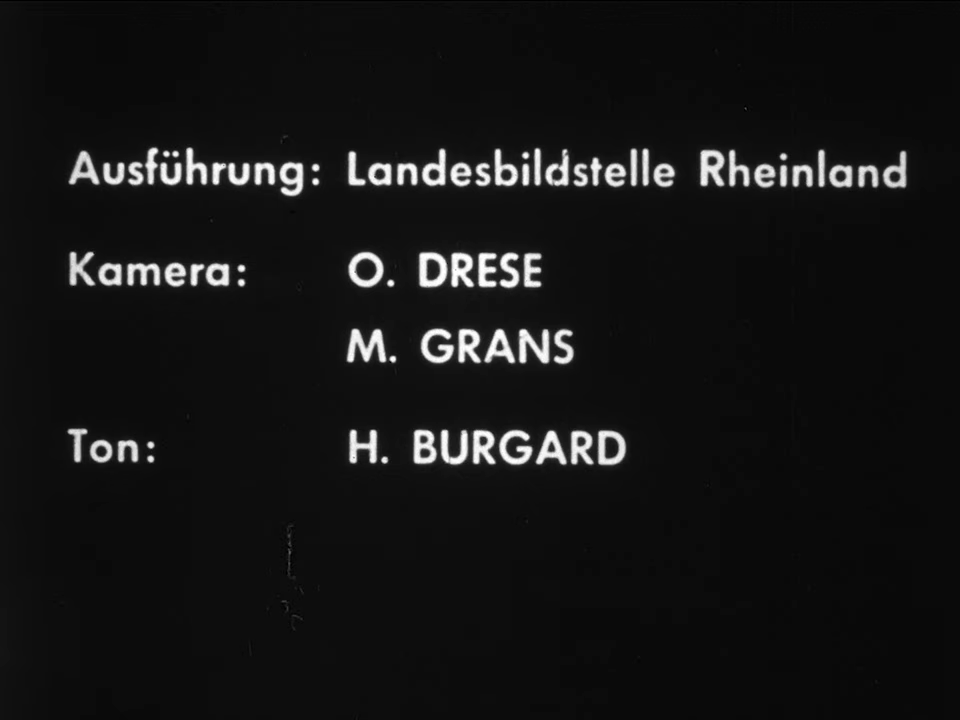 Ausführung: Landesbildstelle Rheinland
Kamera: O. DRESE
M. GRANS
Ton: H. BURGARD